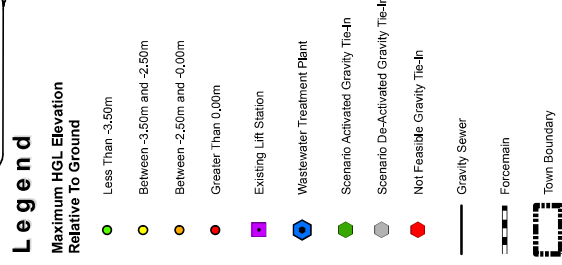 Legend
Maximum HGL Elevation
Relative To Ground
Less Than -3.50m
Between -3.50m and -2.50m
Between -2.50m and -0.00m
Greater Than 0.00m
Existing Lift Station
Wastewater Treatment Plant
Scenario Activated Gravity Tie-In
Scenario De-Activated Gravity Tie-In
Not Feasible Gravity Tie-In
Gravity Sewer
Forcemain
Town Boundary